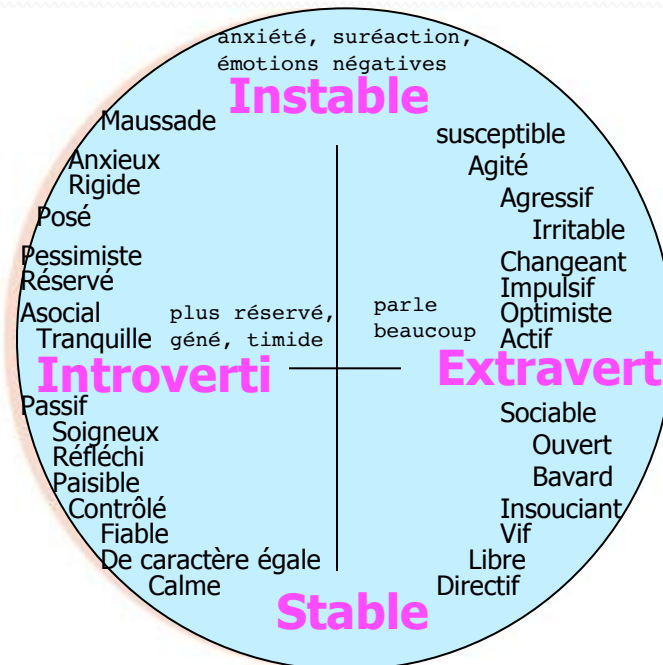 anxiété, suréaction,
émotions négatives
Instable
Maussade
Anxieux
Rigide
Posé
Pessimiste
Réservé
Asocial
Tranquille
plus réservé,
géné, timide
susceptible
Agité
Agressif
Irritable
Changeant
Impulsif
Optimiste
Actif
parle
beaucoup
Introverti
Extravert
Passif
Soigneux
Réfléchi
Paisible
Contrôlé
Fiable
De caractère égale
Calme
Sociable
Ouvert
Bavard
Insouciant
Vif
Libre
Directif
Stable